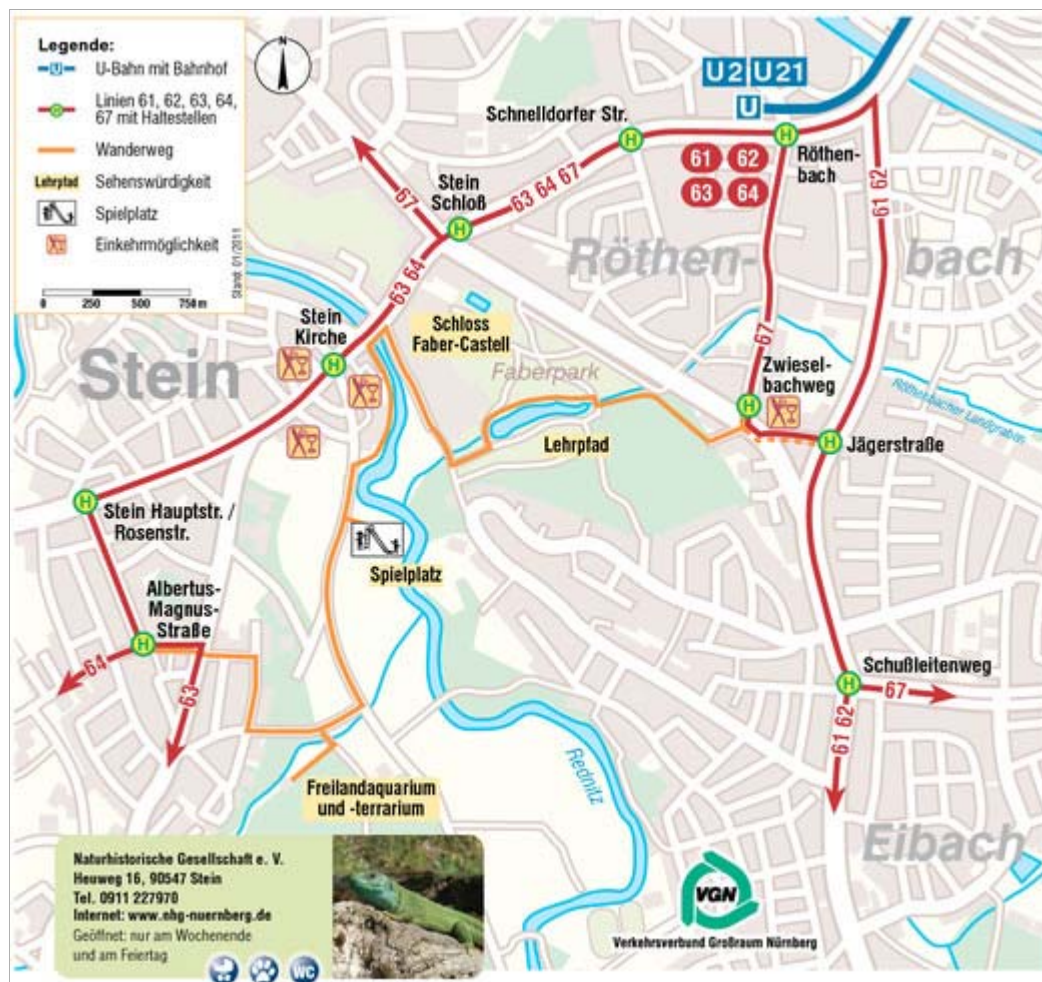 Legende:
U-Bahn mit Bahnhof
Linien 61, 62, 63, 64,
67 mit Haltestellen
Wanderweg
Lehrpfad
Sehenswürdigkeit
Spielplatz
Einkehrmöglichkeit
0 250 500 750m
Stand: 01/2011
N
U2 U21
U
Schnelldorfer Str.
H
H
Röthen-
bach
61 62
63 64
Stein
Schloß
H
63 64 67
67
61 62
Röthen-
bach
63 64
Stein
Kirche
H
Schloss
Faber-Castell
Faberpark
67
Zwiesel-
bachweg
H
Röthenbacher Landgraben
Stein
Lehrpfad
H
Jägerstraße
H
Stein Hauptstr. /
Rosenstr.
Spielplatz
Albertus-
Magnus-
Straße
H
64
63
Schußleitenweg
H
67
61 62
Rednitz
Freilandaquarium
und -terrarium
Eibach
Naturhistorische Gesellschaft e. V.
Heuweg 16, 90547 Stein
Tel. 0911 227970
Internet: www.nhg-nuernberg.de
Geöffnet: nur am Wochenende
und am Feiertag
WC
VGN
Verkehrsverbund Großraum Nürnberg